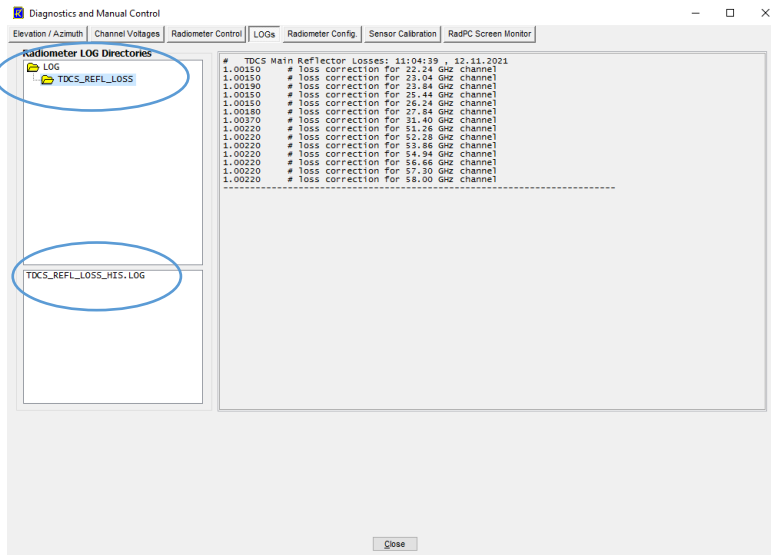 Diagnostics and Manual Control
Elevation / Azimuth Channel Voltages Radiometer Control LOGs Radiometer Config. Sensor Calibration RadPC Screen Monitor
Radiometer LOG Directories
LOG
TDCS_REFL_LOSS
TDCS_REFL_LOSS_HIS.LOG
# TDCS Main Reflector Losses: 11:04:39 , 12.11.2021
1.00150 # loss correction for 22.24 GHz channel
1.00150 # loss correction for 23.04 GHz channel
1.00190 # loss correction for 23.84 GHz channel
1.00150 # loss correction for 25.44 GHz channel
1.00150 # loss correction for 26.24 GHz channel
1.00180 # loss correction for 27.84 GHz channel
1.00370 # loss correction for 31.40 GHz channel
1.00220 # loss correction for 51.26 GHz channel
1.00220 # loss correction for 52.28 GHz channel
1.00220 # loss correction for 53.86 GHz channel
1.00220 # loss correction for 54.94 GHz channel
1.00220 # loss correction for 56.66 GHz channel
1.00220 # loss correction for 57.30 GHz channel
1.00220 # loss correction for 58.00 GHz channel
Close